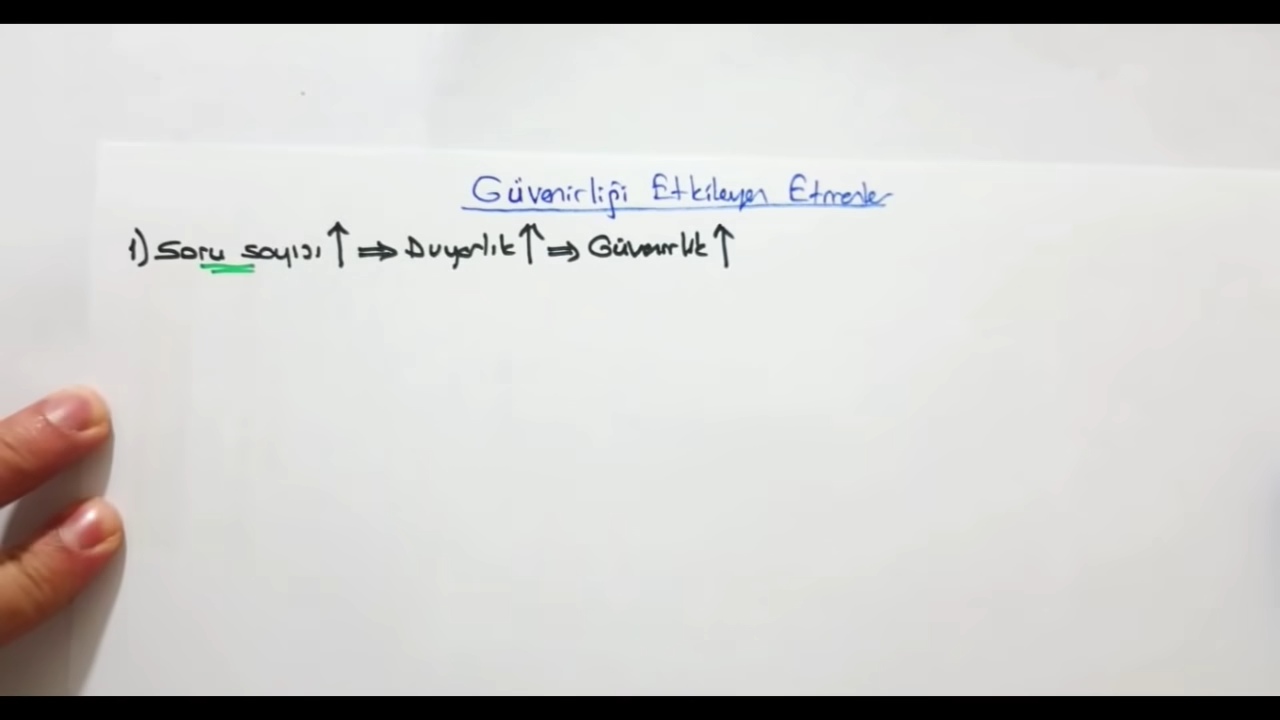 Güvenirliği Etkileyen Etmenler
1) Soru sayısı ↑ ⇒ Duyarlık ↑ ⇒ Güvenirlik ↑